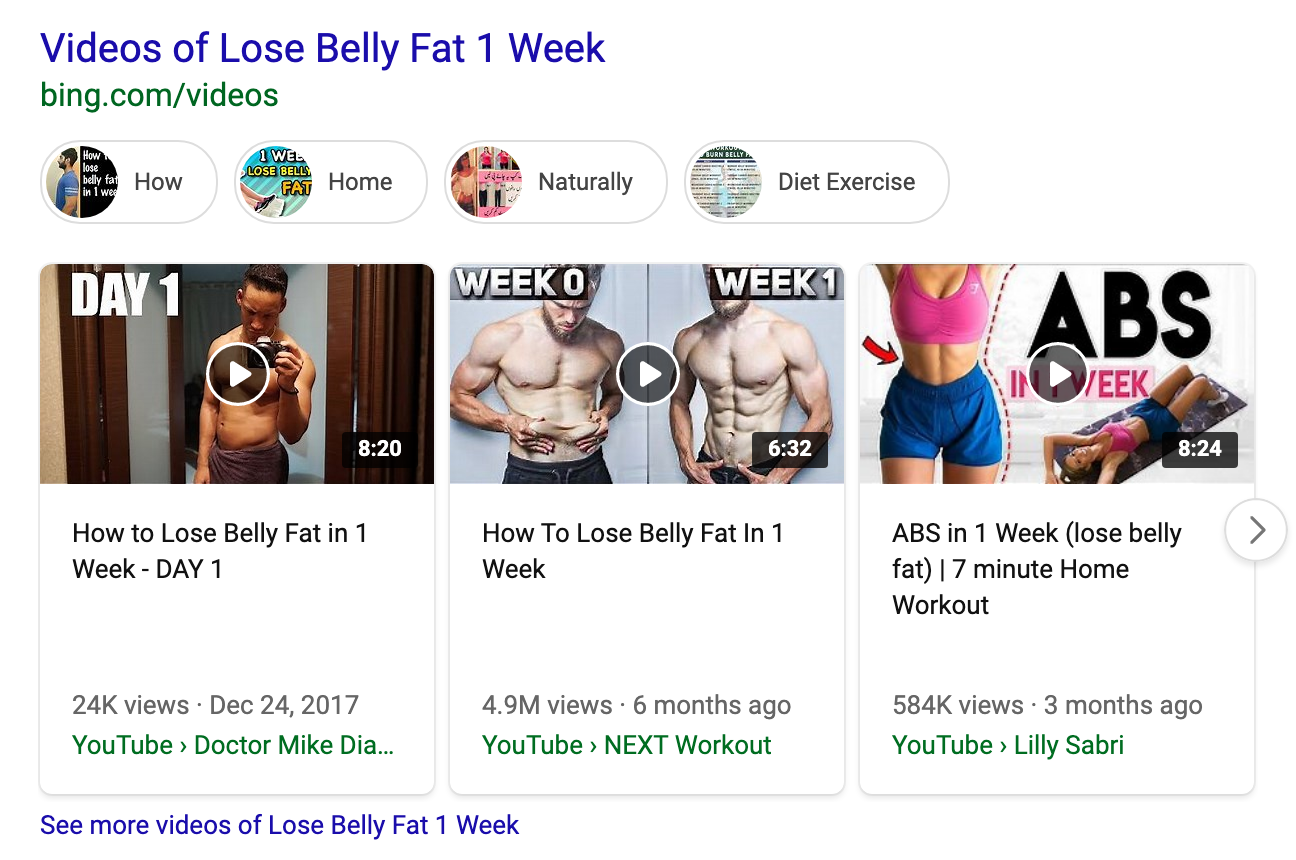 Videos of Lose Belly Fat 1 Week
bing.com/videos
How
lose
belly fat
in 1 wee
How
1 WEE
LOSE BELLY
FAT
Home
Naturally
BURN BELLY F
Diet Exercise
DAY 1
8:20
WEEK 0
WEEK 1
6:32
ABS
IN 1 WEEK
8:24
How to Lose Belly Fat in 1
Week - DAY 1
24K views · Dec 24, 2017
YouTube › Doctor Mike Dia...
How To Lose Belly Fat In 1
Week
4.9M views · 6 months ago
YouTube › NEXT Workout
ABS in 1 Week (lose belly
fat) | 7 minute Home
Workout
584K views · 3 months ago
YouTube › Lilly Sabri
See more videos of Lose Belly Fat 1 Week